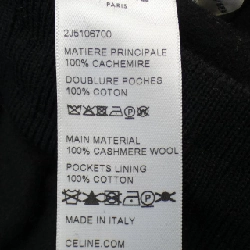 PARIS
2J5106700
MATIERE PRINCIPALE
100% CACHEMIRE
DOUBLURE POCHES
100% COTON
MAIN MATERIAL
100% CASHMERE WOOL
POCKETS LINING
100% COTTON
MADE IN ITALY
CELINE.COM